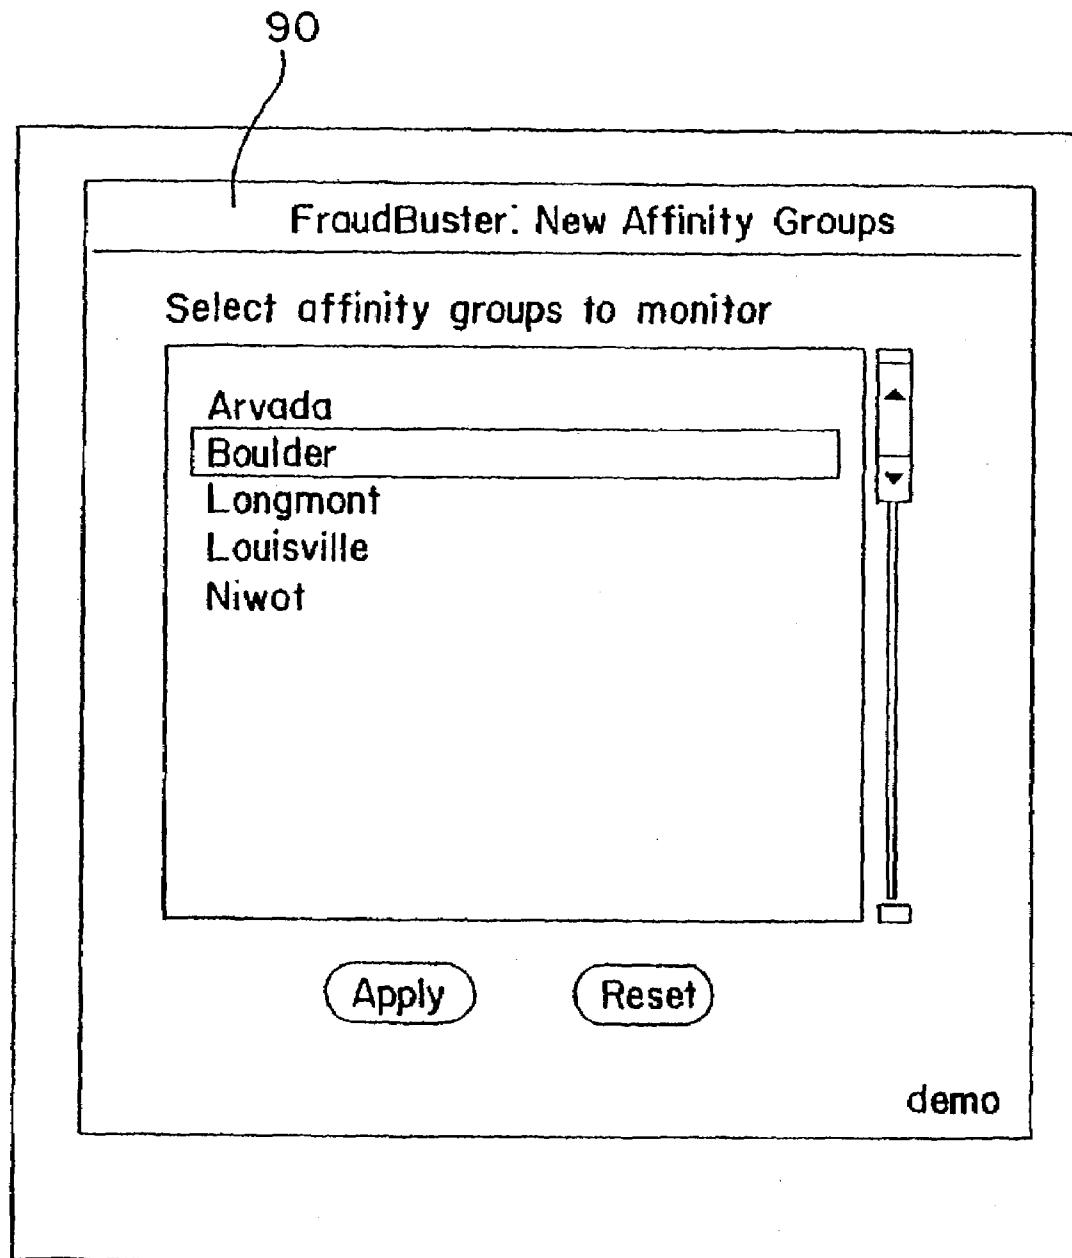 90
FraudBuster: New Affinity Groups
Select affinity groups to monitor
Arvada
Boulder
Longmont
Louisville
Niwot
Apply
Reset
demo